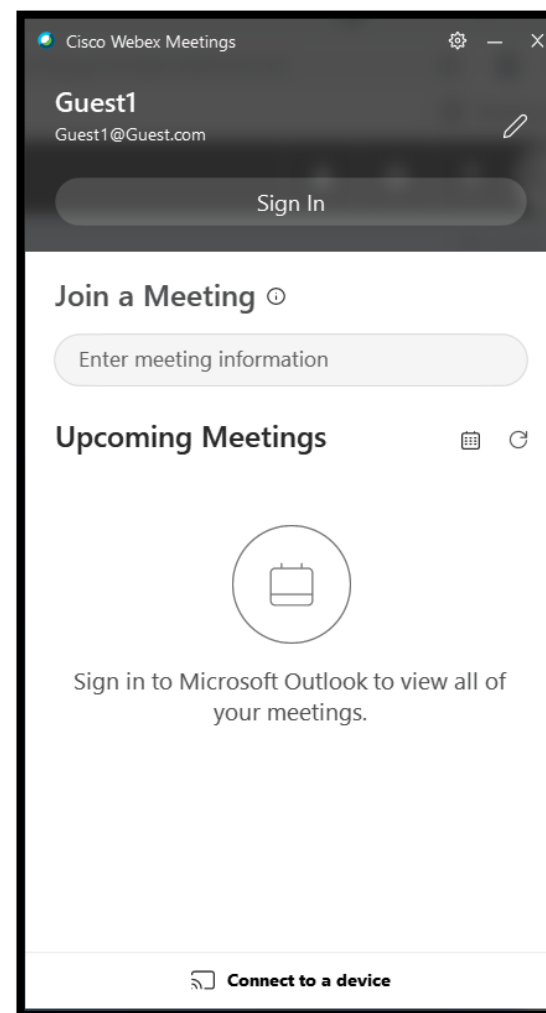 Cisco Webex Meetings
Guest1
Guest1@Guest.com
Sign In
Join a Meeting
Enter meeting information
Upcoming Meetings
Sign in to Microsoft Outlook to view all of
your meetings.
Connect to a device